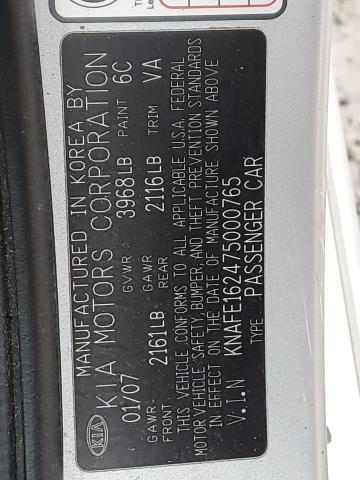 MANUFACTURED IN KOREA BY
KIA KIA MOTORS CORPORATION
01/07 GVWR 3968LB PAINT 6C
GAWR FRONT 2161LB GAWR REAR 2116LB TRIM VA
THIS VEHICLE CONFORMS TO ALL APPLICABLE U.S.A. FEDERAL
MOTOR VEHICLE SAFETY, BUMPER, AND THEFT PREVENTION STANDARDS
IN EFFECT ON THE DATE OF MANUFACTURE SHOWN ABOVE
V.I.N KNAFE162475000765
TYPE PASSENGER CAR